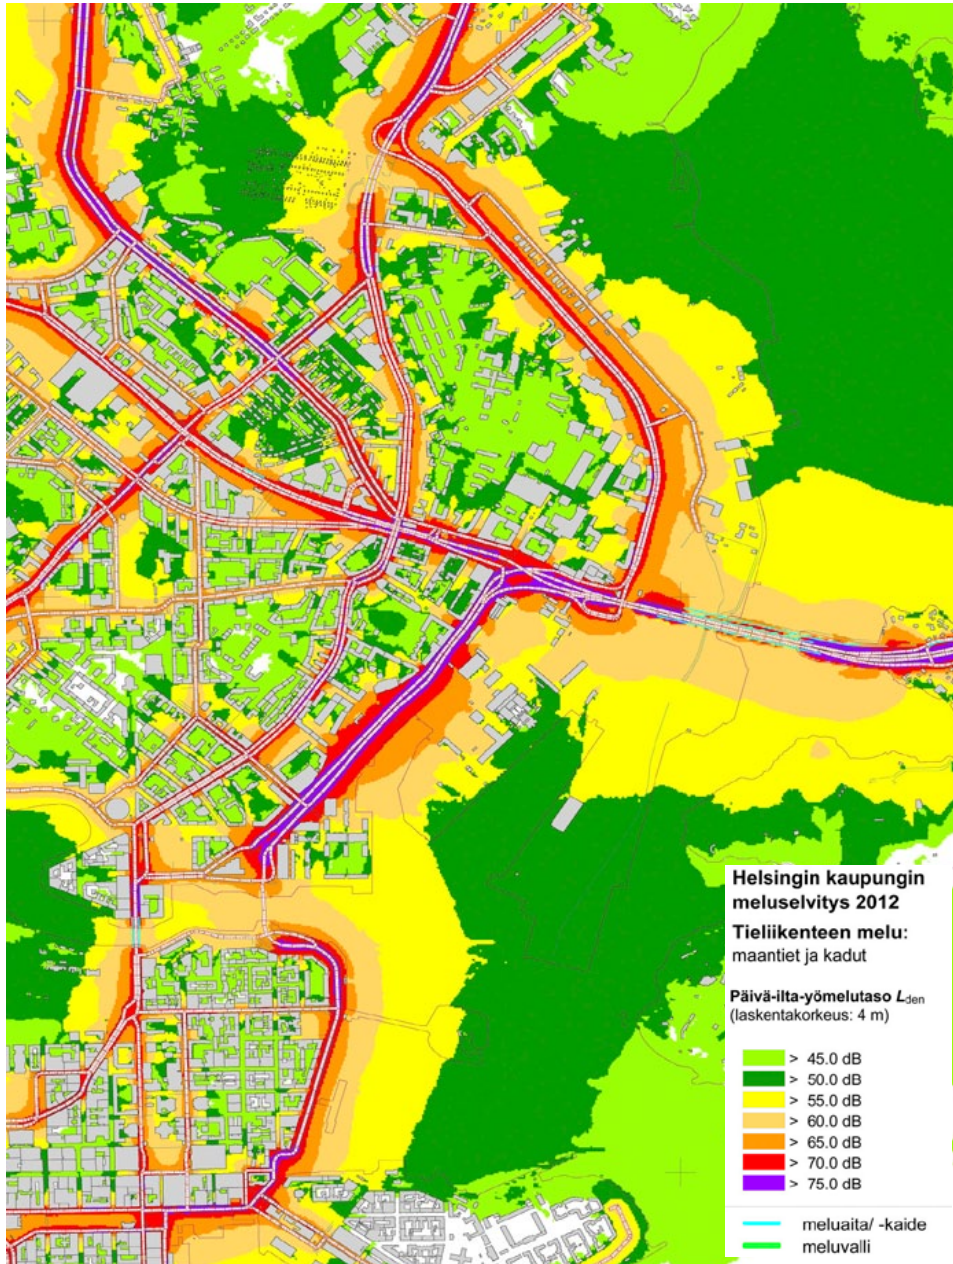 Helsingin kaupungin
meluselvitys 2012
Tieliikenteen melu:
maantiet ja kadut
Päivä-ilta-yömelutaso Lden
(laskentakorkeus: 4 m)
> 45.0 dB
> 50.0 dB
> 55.0 dB
> 60.0 dB
> 65.0 dB
> 70.0 dB
> 75.0 dB
meluaita/ -kaide
meluvalli